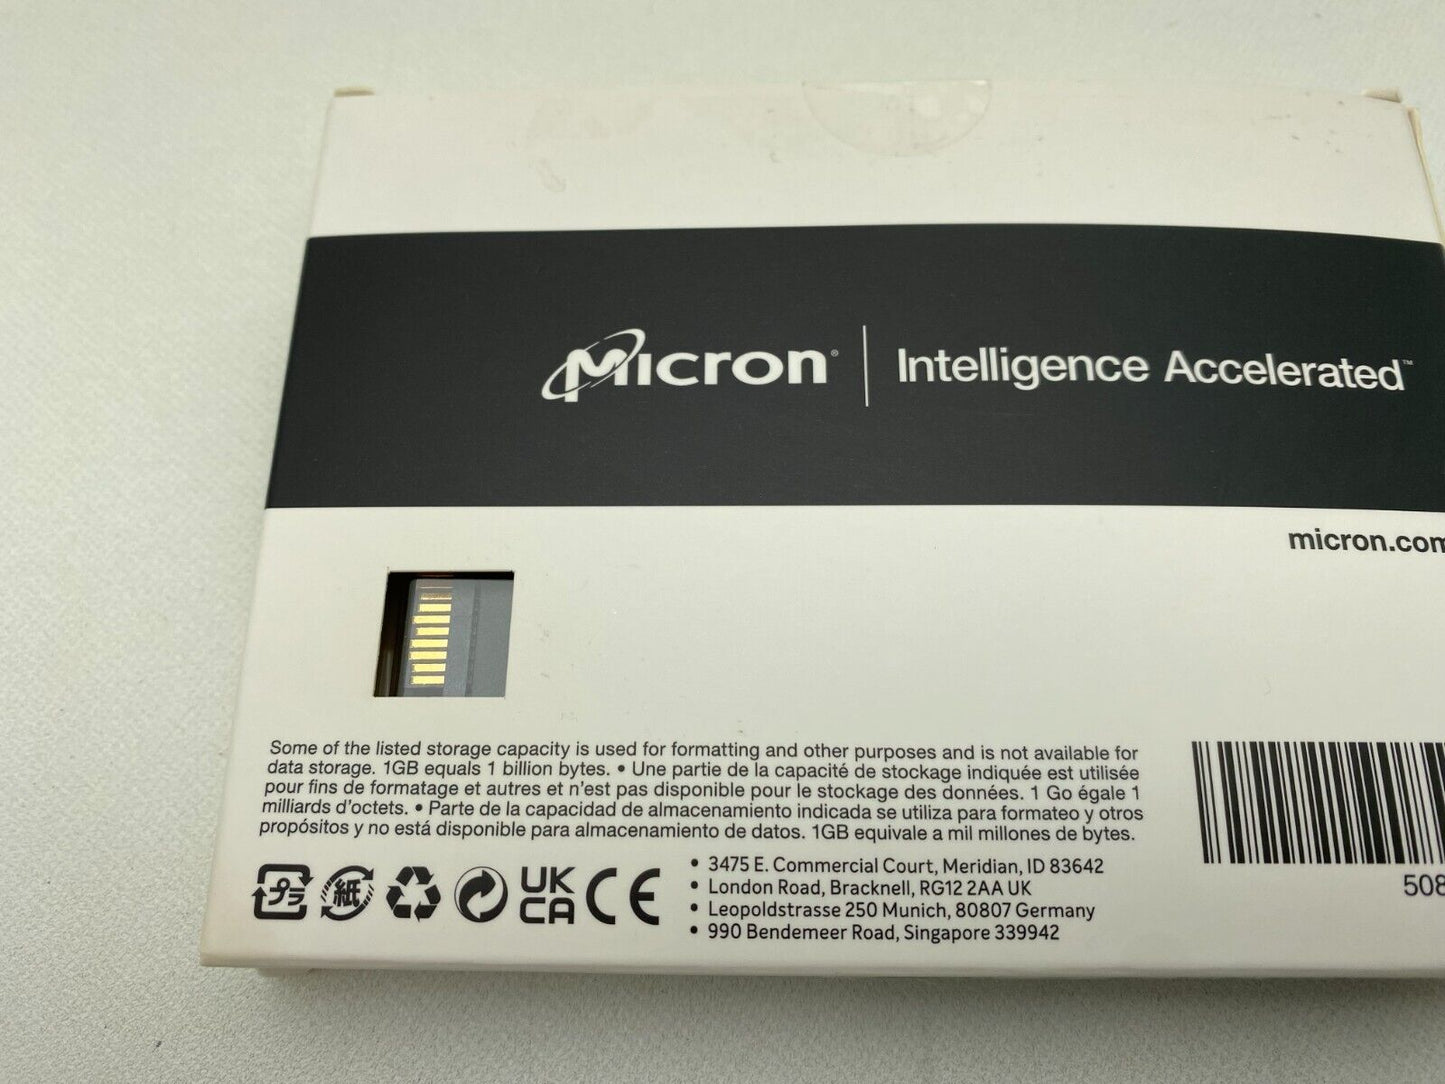 Micron® | Intelligence Accelerated™
micron.com
Some of the listed storage capacity is used for formatting and other purposes and is not available for
data storage. 1GB equals 1 billion bytes. • Une partie de la capacité de stockage indiquée est utilisée
pour fins de formatage et autres et n'est pas disponible pour le stockage des données. 1 Go égale 1
milliards d'octets. • Parte de la capacidad de almacenamiento indicada se utiliza para formateo y otros
propósitos y no está disponible para almacenamiento de datos. 1GB equivale a mil millones de bytes.
プラ 紙 UK
CA CE
• 3475 E. Commercial Court, Meridian, ID 83642
• London Road, Bracknell, RG12 2AA UK
• Leopoldstrasse 250 Munich, 80807 Germany
• 990 Bendemeer Road, Singapore 339942
508